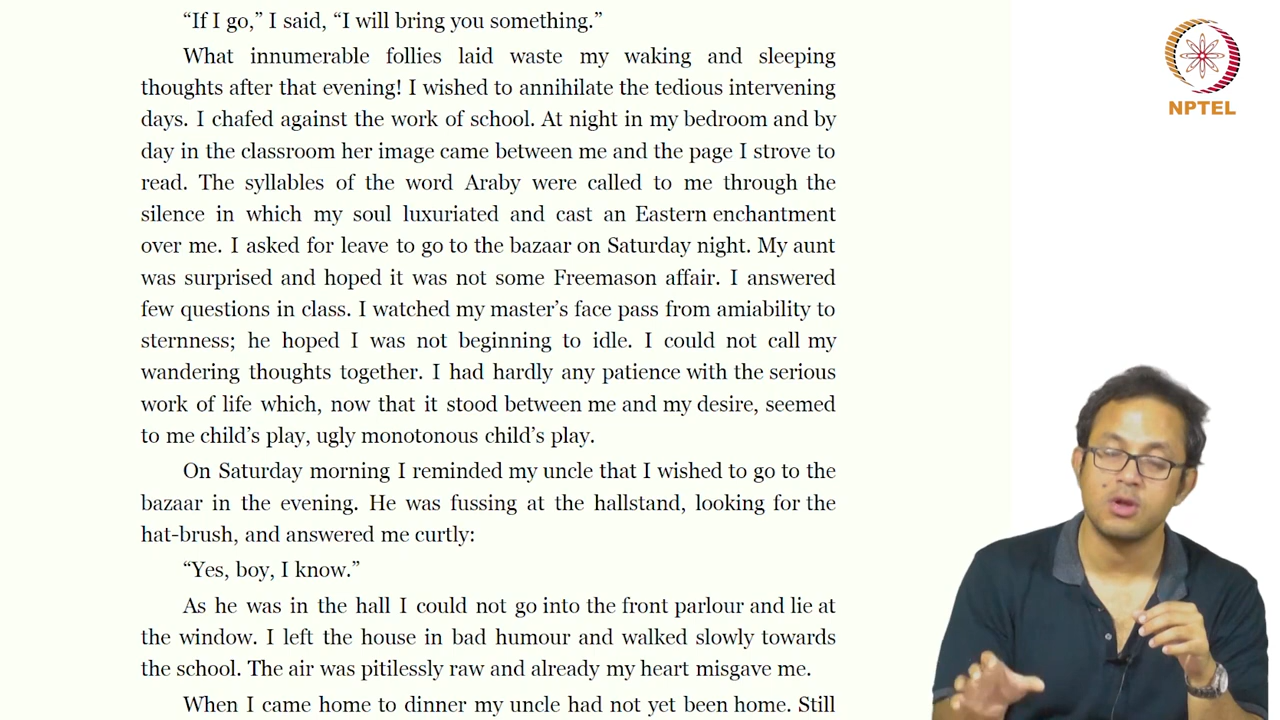 “If I go,” I said, “I will bring you something.”
What innumerable follies laid waste my waking and sleeping
thoughts after that evening! I wished to annihilate the tedious intervening
days. I chafed against the work of school. At night in my bedroom and by
day in the classroom her image came between me and the page I strove to
read. The syllables of the word Araby were called to me through the
silence in which my soul luxuriated and cast an Eastern enchantment
over me. I asked for leave to go to the bazaar on Saturday night. My aunt
was surprised and hoped it was not some Freemason affair. I answered
few questions in class. I watched my master’s face pass from amiability to
sternness; he hoped I was not beginning to idle. I could not call my
wandering thoughts together. I had hardly any patience with the serious
work of life which, now that it stood between me and my desire, seemed
to me child’s play, ugly monotonous child’s play.
On Saturday morning I reminded my uncle that I wished to go to the
bazaar in the evening. He was fussing at the hallstand, looking for the
hat-brush, and answered me curtly:
“Yes, boy, I know.”
As he was in the hall I could not go into the front parlour and lie at
the window. I left the house in bad humour and walked slowly towards
the school. The air was pitilessly raw and already my heart misgave me.
When I came home to dinner my uncle had not yet been home. Still
NPTEL